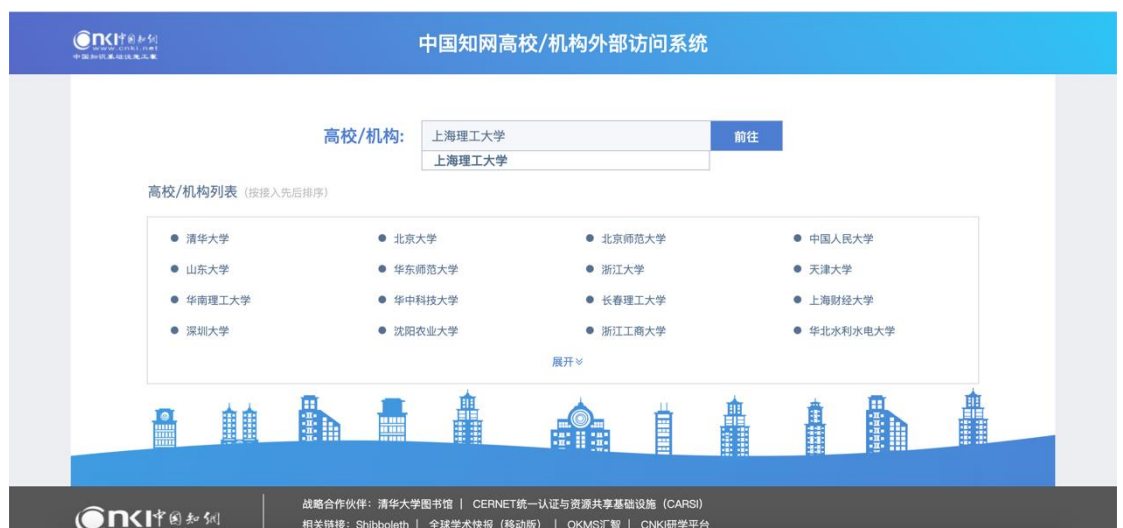 cnki中国知网
www.cnki.net
中国知识基础设施工程
中国知网高校/机构外部访问系统
高校/机构: 上海理工大学 前往
上海理工大学
高校/机构列表 (按接入先后排序)
清华大学 北京大学 北京师范大学 中国人民大学
山东大学 华东师范大学 浙江大学 天津大学
华南理工大学 华中科技大学 长春理工大学 上海财经大学
深圳大学 沈阳农业大学 浙江工商大学 华北水利水电大学
展开
cnki中国知网
战略合作伙伴: 清华大学图书馆 | CERNET统一认证与资源共享基础设施 (CARSI)
相关链接: Shibboleth | 全球学术快报 (移动版) | OKMS汇智 | CNKI研学平台